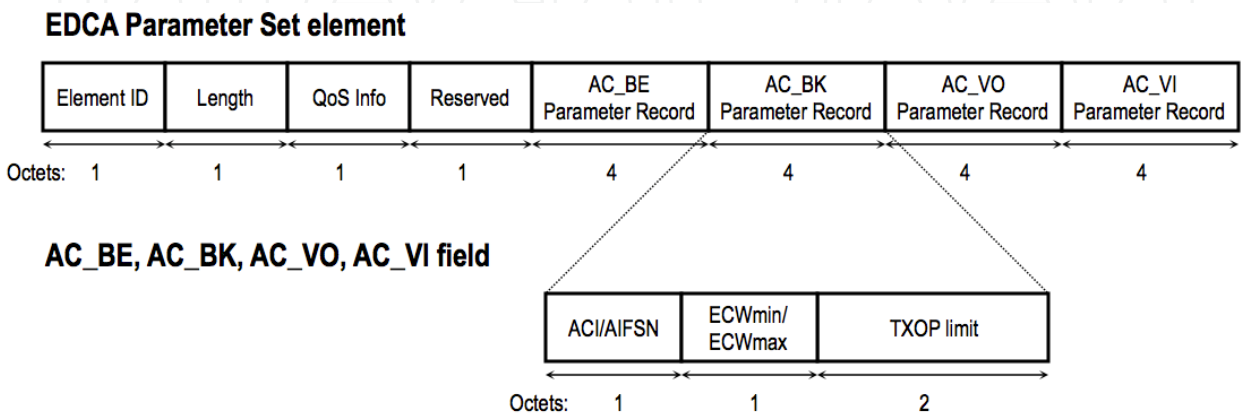 EDCA Parameter Set element
Element ID
Length
QoS Info
Reserved
AC_BE
Parameter Record
AC_BK
Parameter Record
AC_VO
Parameter Record
AC_VI
Parameter Record
Octets: 1 1 1 1 4 4 4 4
AC_BE, AC_BK, AC_VO, AC_VI field
ACI/AIFSN
ECWmin/
ECWmax
TXOP limit
Octets: 1 1 2